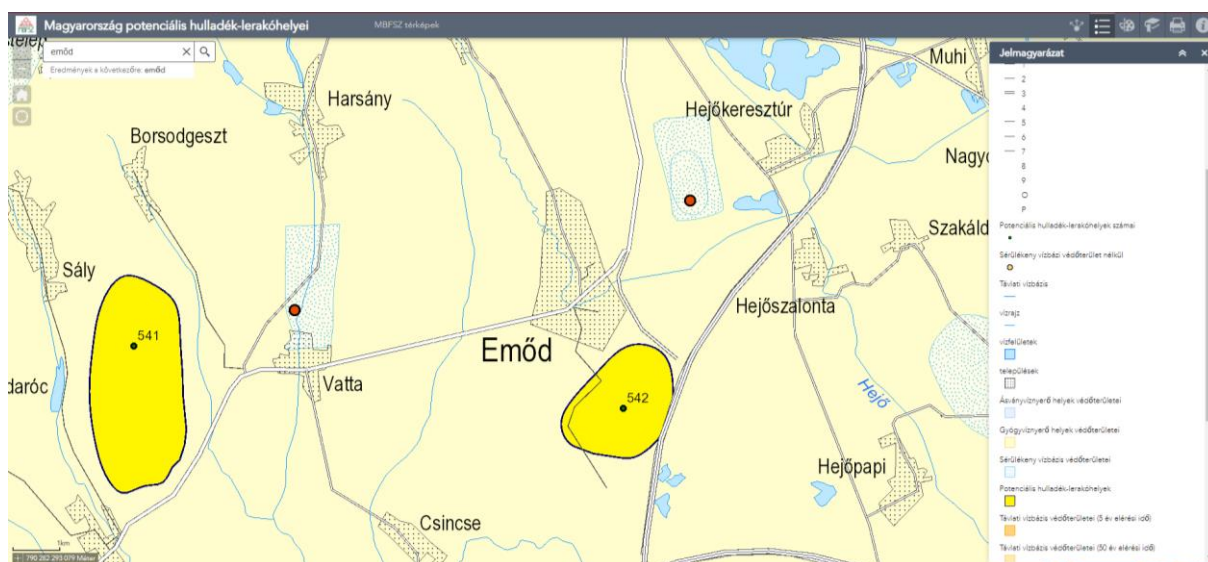 Magyarország potenciális hulladék-lerakóhelyei
MBFSZ térképek
emőd
Eredmények a következőre: emőd
Harsány
Borsodgeszt
Sály
541
daróc
Vatta
Emőd
Csincse
Muhi
Hejőkeresztúr
Nagyc
Szakáld
Hejőszalonta
542
Hejő
Hejőpapi
1km
Jelmagyarázat
2
3
4
5
6
7
8
9
O
P
Potenciális hulladék-lerakóhelyek számai
Sérülékeny vízbázi védőterület nélkül
Távlati vízbázis
vízrajz
vízfelületek
települések
Ásványvíznyerő helyek védőterületei
Gyógyvíznyerő helyek védőterületei
Sérülékeny vízbázis védőterületei
Potenciális hulladék-lerakóhelyek
Távlati vízbázis védőterületei (5 év elérési idő)
Távlati vízbázis védőterületei (50 év elérési idő)